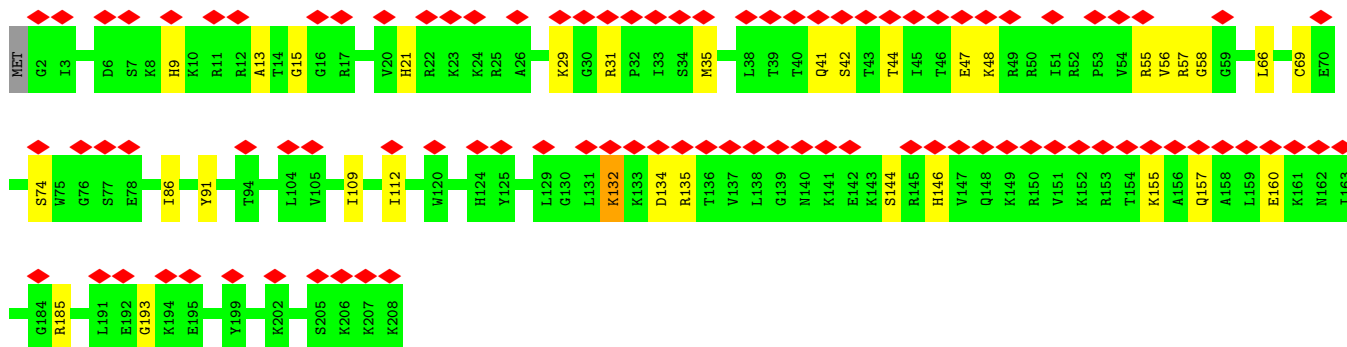 MET G2 I3 D6 S7 K8 H9 K10 R11 R12 A13 T14 G15 G16 R17 V20 H21 R22 K23 K24 R25 A26 K29 G30 R31 P32 I33 S34 M35 L38 T39 T40 Q41 S42 T43 T44 I45 T46 E47 K48 R49 R50 I51 R52 P53 V54 R55 V56 R57 G58 G59 L66 C69 E70
S74 W75 G76 S77 E78 I86 Y91 T94 L104 V105 I109 I112 W120 H124 Y125 L129 G130 L131 K132 K133 D134 R135 T136 V137 L138 G139 N140 K141 E142 K143 S144 R145 H146 V147 Q148 K149 R150 V151 K152 R153 T154 K155 A156 Q157 A158 L159 E160 K161 N162 I163
G184 R185 L191 E192 G193 K194 E195 Y199 K202 S205 K206 K207 K208